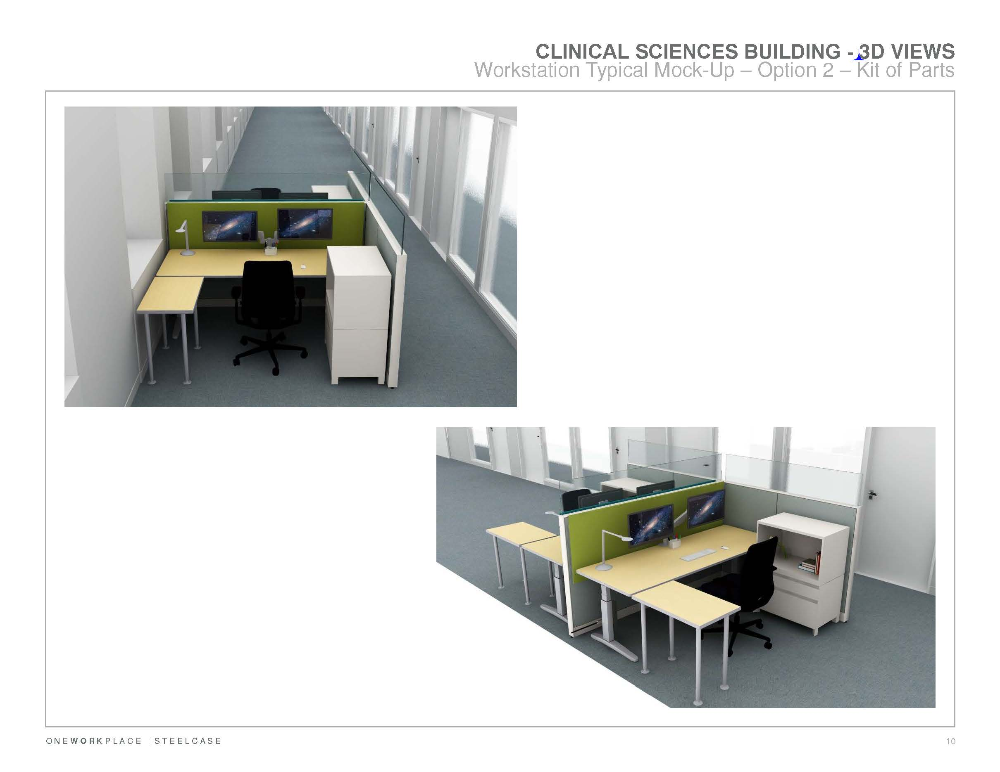 CLINICAL SCIENCES BUILDING - 3D VIEWS
Workstation Typical Mock-Up – Option 2 – Kit of Parts
ONEWORKPLACE | STEELCASE
10